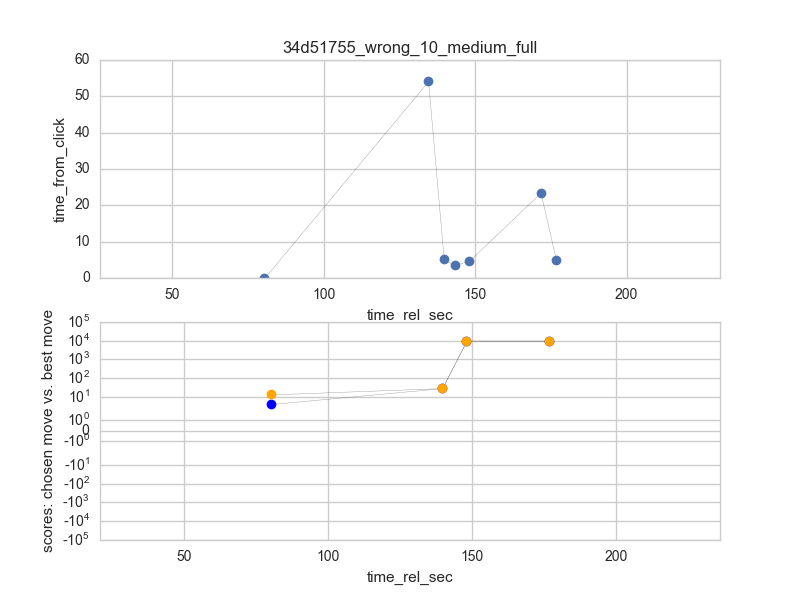 34d51755_wrong_10_medium_full
time_from_click
60
50
40
30
20
10
0
50 100 150 200
time_rel_sec
scores: chosen move vs. best move
10^5
10^4
10^3
10^2
10^1
10^0
0
-10^0
-10^1
-10^2
-10^3
-10^4
-10^5
50 100 150 200
time_rel_sec